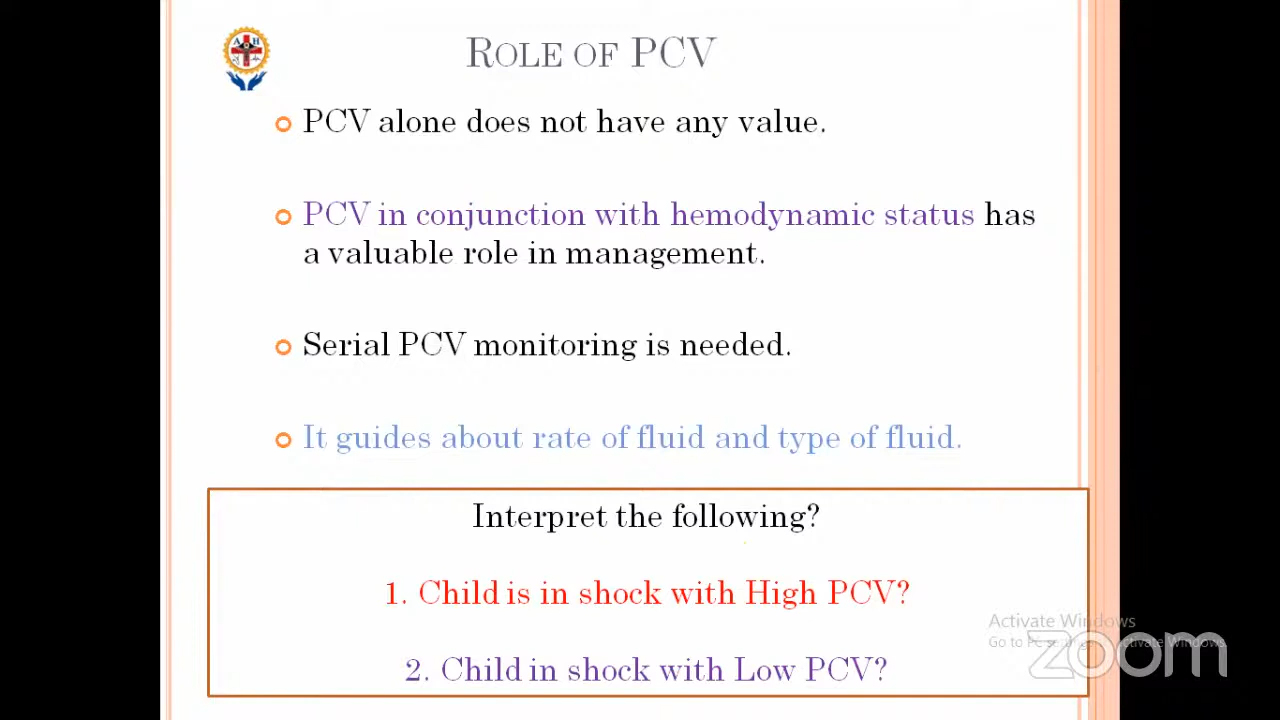 ROLE OF PCV
PCV alone does not have any value.
PCV in conjunction with hemodynamic status has
a valuable role in management.
Serial PCV monitoring is needed.
It guides about rate of fluid and type of fluid.
Interpret the following?
1. Child is in shock with High PCV?
2. Child in shock with Low PCV?
Activate Windows
Go to PC Activate Windows.
zoom
A H